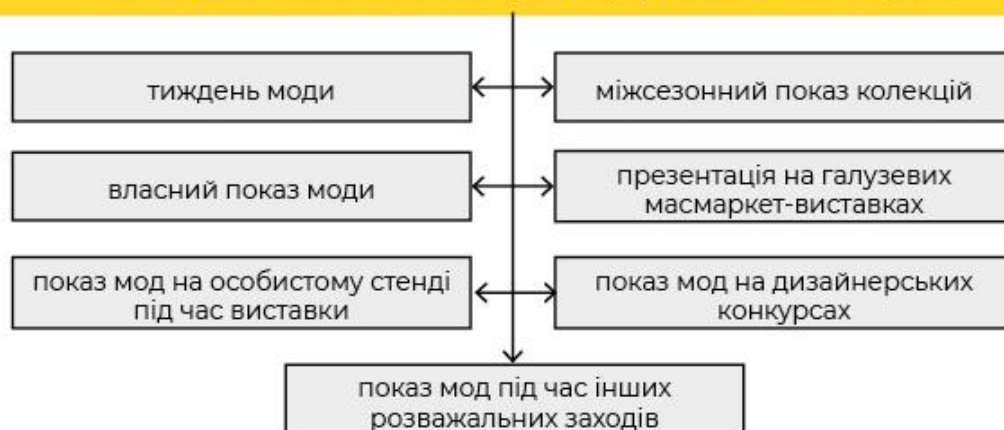 тиждень моди
міжсезонний показ колекцій
власний показ моди
презентація на галузевих
масмаркет-виставках
показ мод на особистому стенді
під час виставки
показ мод на дизайнерських
конкурсах
показ мод під час інших
розважальних заходів